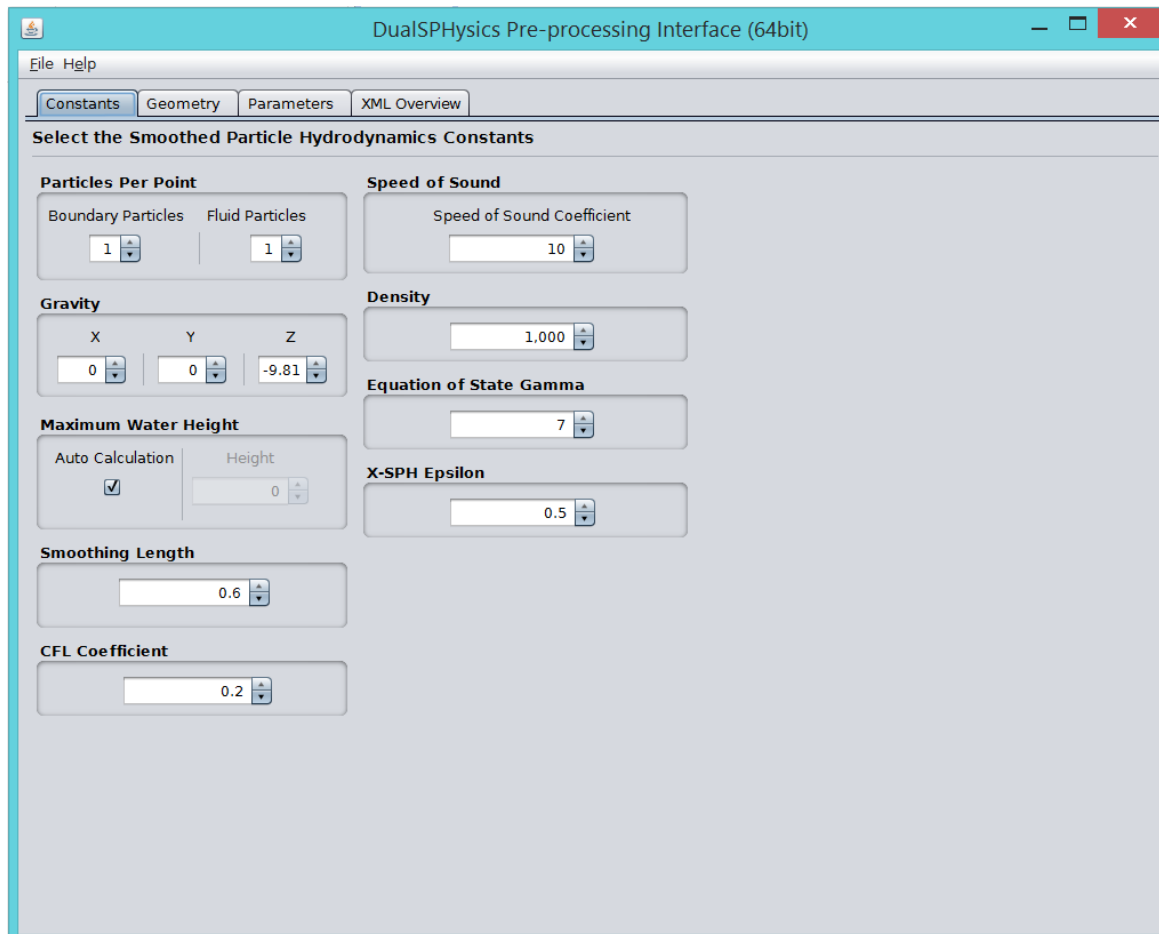 DualSPHysics Pre-processing Interface (64bit)
File Help
Constants Geometry Parameters XML Overview
Select the Smoothed Particle Hydrodynamics Constants
Particles Per Point
Boundary Particles Fluid Particles
1 1
Gravity
X Y Z
0 0 -9.81
Maximum Water Height
Auto Calculation Height
0
Smoothing Length
0.6
CFL Coefficient
0.2
Speed of Sound
Speed of Sound Coefficient
10
Density
1,000
Equation of State Gamma
7
X-SPH Epsilon
0.5